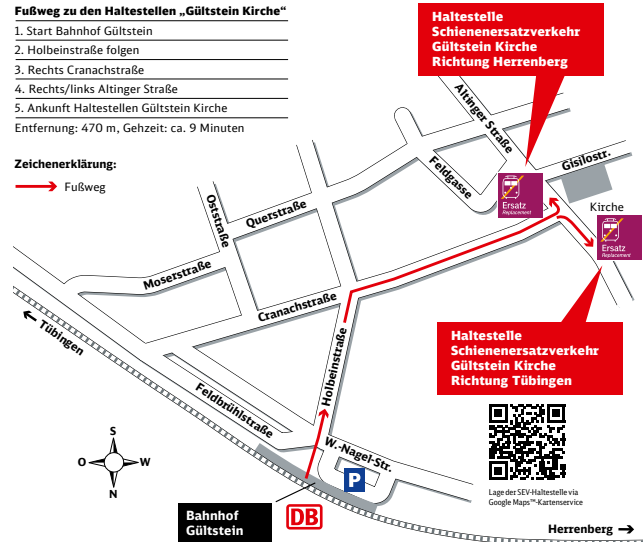 Fußweg zu den Haltestellen „Gültstein Kirche“
1. Start Bahnhof Gültstein
2. Holbeinstraße folgen
3. Rechts Cranachstraße
4. Rechts/links Altinger Straße
5. Ankunft Haltestellen Gültstein Kirche
Entfernung: 470 m, Gehzeit: ca. 9 Minuten
Zeichenerklärung:
Fußweg
Haltestelle
Schienenersatzverkehr
Gültstein Kirche
Richtung Herrenberg
Altinger Straße
Feldgasse
Gisilostr.
Ersatz
Replacement
Kirche
Ersatz
Replacement
Oststraße
Querstraße
Moserstraße
Cranachstraße
Holbeinstraße
Tübingen
Feldbrühlstraße
Haltestelle
Schienenersatzverkehr
Gültstein Kirche
Richtung Tübingen
S
O
W
N
W.-Nagel-Str.
P
Bahnhof
Gültstein
DB
Lage der SEV-Haltestelle via
Google Maps™-Kartenservice
Herrenberg